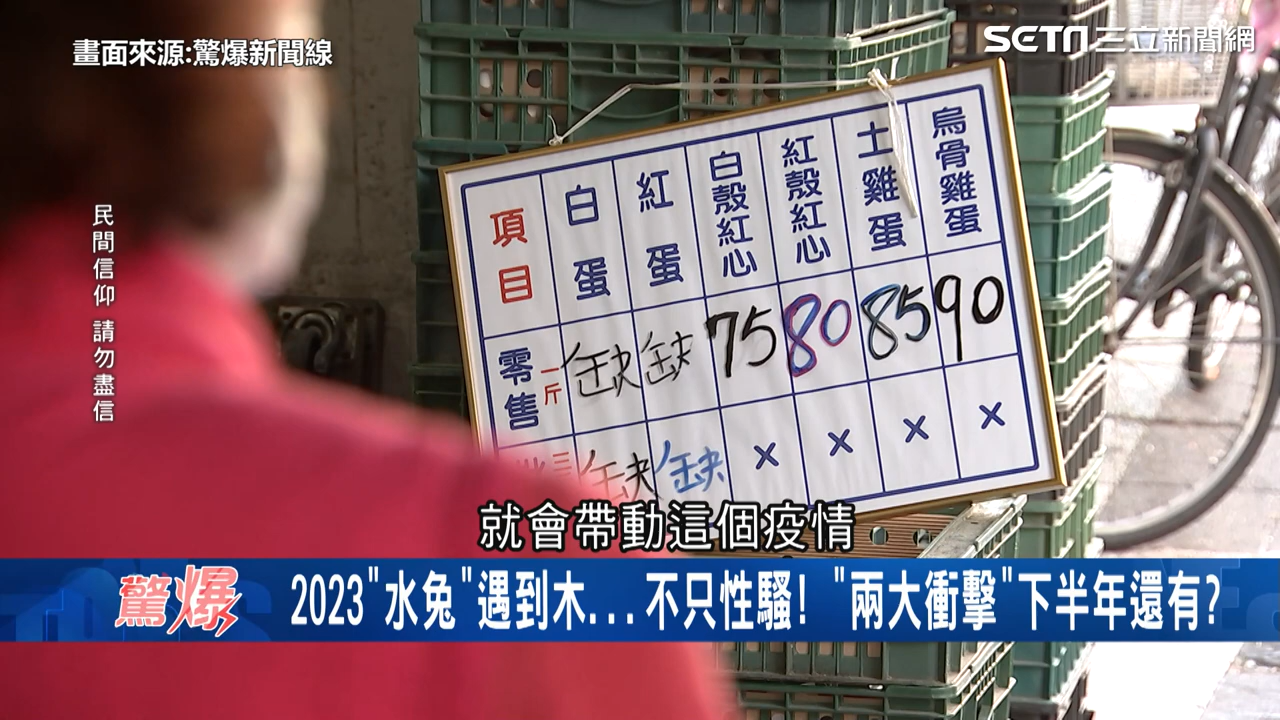 畫面來源:驚爆新聞線
SETN三立新聞網
民間信仰 請勿盡信
項目 白蛋 紅蛋 白殼紅心 紅殼紅心 土雞蛋 烏骨雞蛋
零售 一斤 缺 缺 75 80 85 90
缺 缺 × × × ×
就會帶動這個疫情
驚爆
2023"水兔"遇到木...不只性騷!"兩大衝擊"下半年還有?